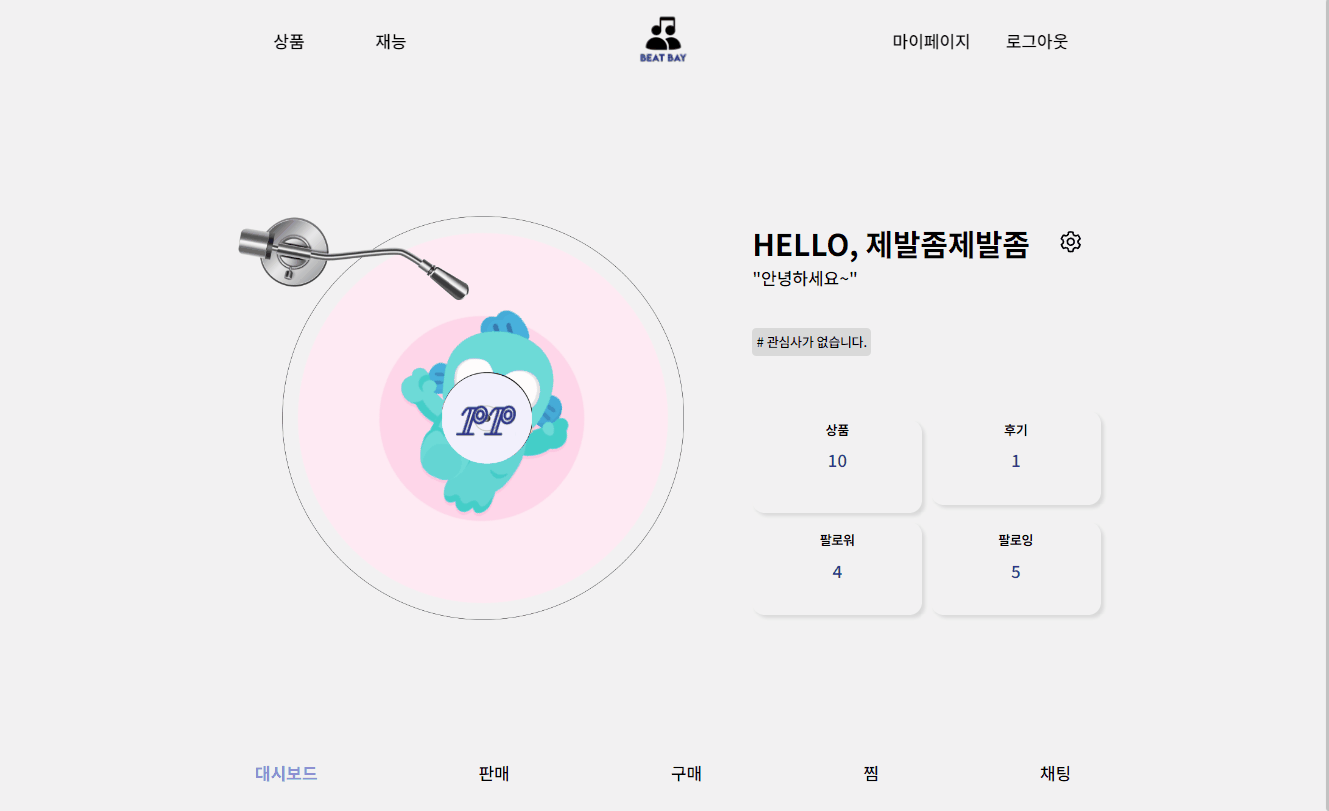 상품 재능 BEAT BAY 마이페이지 로그아웃
HELLO, 제발좀제발좀
"안녕하세요~"
# 관심사가 없습니다.
PP
상품 후기
10 1
팔로워 팔로잉
4 5
대시보드 판매 구매 찜 채팅